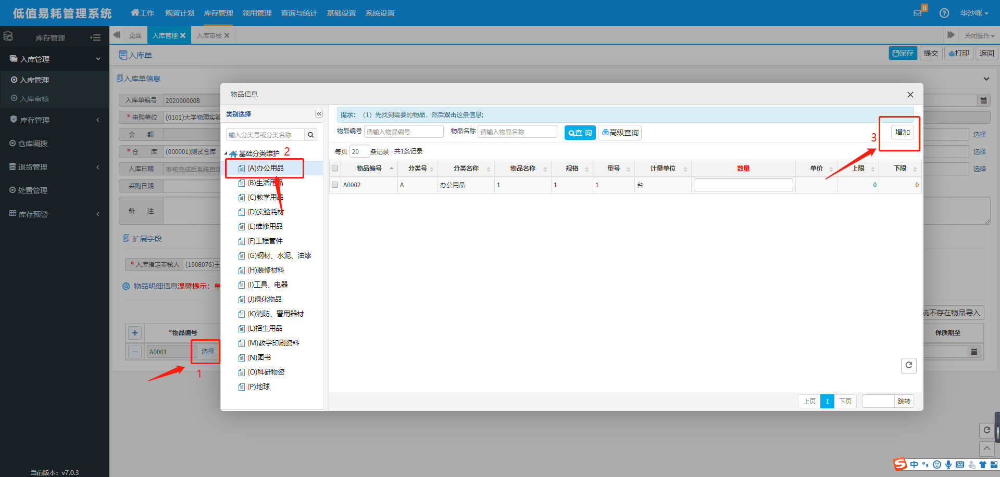 低值易耗管理系统 工作 购置计划 库存管理 领用管理 查询与统计 基础设置 系统设置 0 华沙咪
库存管理 桌面 入库管理 入库审核 关闭操作
入库管理
入库管理
入库审核
库存管理
仓库调拨
退货管理
处置管理
库存预警
当前版本：v7.0.3
入库单 保存 提交 打印 返回
入库单信息
入库单编号 2020000008
* 申购单位 (0101)大学物理实验
金 额 选择
* 仓 库 (000001)测试仓库 选择
入库日期 审核完成后系统自动 选择
采购日期
备 注
扩展字段
* 入库指定审核人 (1908076)王
物品明细信息温馨提示：单
统不存在物品导入
*物品编号 保质期至
A0001 选择
1
物品信息
类别选择
输入分类号或分类名称
基础分类维护 2
(A)办公用品
(B)生活用品
(C)教学用品
(D)实验耗材
(E)维修用品
(F)工程管件
(G)钢材、水泥、油漆
(H)装修材料
(I)工具、电器
(J)绿化物品
(K)消防、警用器材
(L)招生用品
(M)教学印刷资料
(N)图书
(O)科研物资
(P)地球
提示：（1）先找到需要的物品，然后双击这条信息；
物品编号 请输入物品编号 物品名称 请输入物品名称 查 询 高级查询 3 增加
每页 20 条记录 共1条记录
物品编号 分类号 分类名称 物品名称 规格 型号 计量单位 数量 单价 上限 下限
A0002 A 办公用品 1 1 1 台 0 0
上页 1 下页 跳转
中